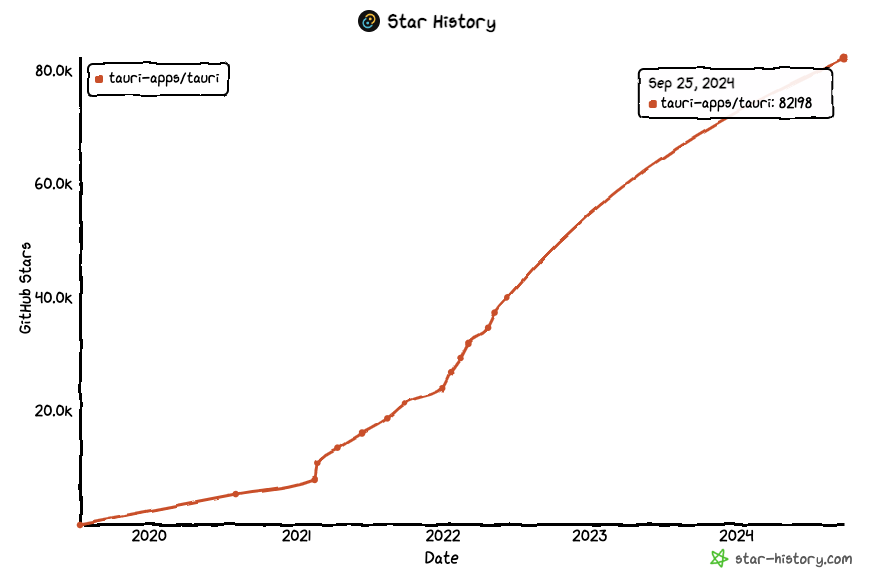 Star History
80.0k
tauri-apps/tauri
Sep 25, 2024
tauri-apps/tauri: 82198
60.0k
GitHub Stars
40.0k
20.0k
2020 2021 2022 2023 2024
Date
star-history.com